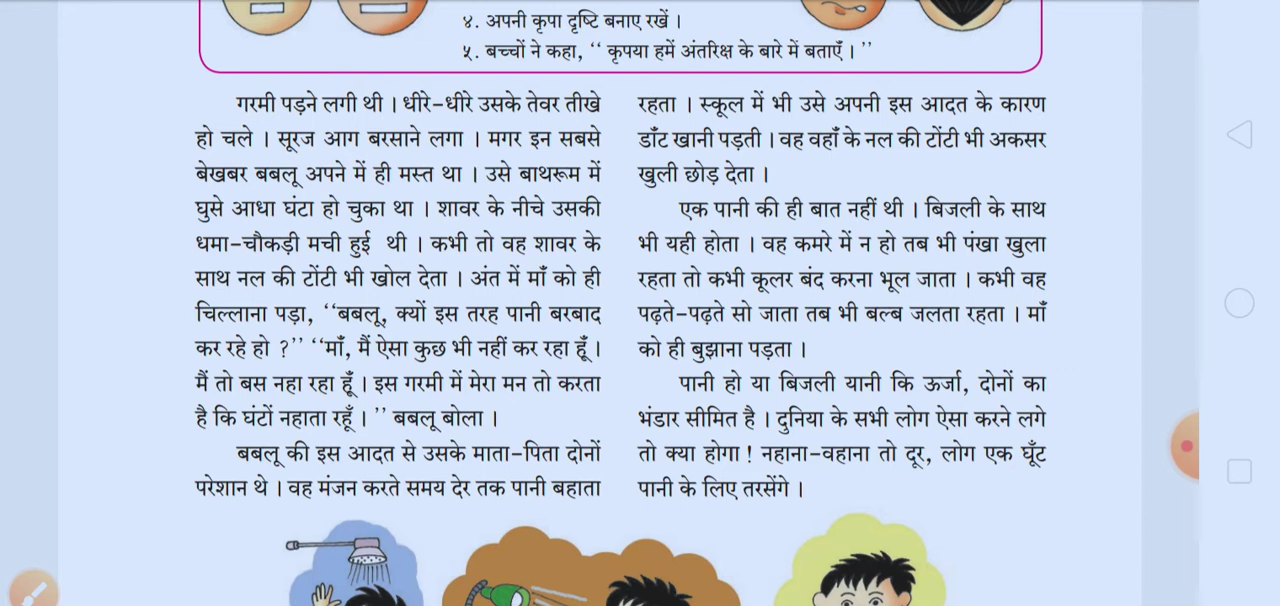 ४. अपनी कृपा दृष्टि बनाए रखें ।
५. बच्चों ने कहा, ‘‘ कृपया हमें अंतरिक्ष के बारे में बताएँ । ’’
गरमी पड़ने लगी थी । धीरे-धीरे उसके तेवर तीखे
हो चले । सूरज आग बरसाने लगा । मगर इन सबसे
बेखबर बबलू अपने में ही मस्त था । उसे बाथरूम में
घुसे आधा घंटा हो चुका था । शावर के नीचे उसकी
धमा-चौकड़ी मची हुई थी । कभी तो वह शावर के
साथ नल की टोंटी भी खोल देता । अंत में माँ को ही
चिल्लाना पड़ा, ‘‘बबलू, क्यों इस तरह पानी बरबाद
कर रहे हो ?’’ ‘‘माँ, मैं ऐसा कुछ भी नहीं कर रहा हूँ ।
मैं तो बस नहा रहा हूँ । इस गरमी में मेरा मन तो करता
है कि घंटों नहाता रहूँ । ’’ बबलू बोला ।
बबलू की इस आदत से उसके माता-पिता दोनों
परेशान थे । वह मंजन करते समय देर तक पानी बहाता
रहता । स्कूल में भी उसे अपनी इस आदत के कारण
डाँट खानी पड़ती । वह वहाँ के नल की टोंटी भी अकसर
खुली छोड़ देता ।
एक पानी की ही बात नहीं थी । बिजली के साथ
भी यही होता । वह कमरे में न हो तब भी पंखा खुला
रहता तो कभी कूलर बंद करना भूल जाता । कभी वह
पढ़ते-पढ़ते सो जाता तब भी बल्ब जलता रहता । माँ
को ही बुझाना पड़ता ।
पानी हो या बिजली यानी कि ऊर्जा, दोनों का
भंडार सीमित है । दुनिया के सभी लोग ऐसा करने लगे
तो क्या होगा ! नहाना-वहाना तो दूर, लोग एक घूँट
पानी के लिए तरसेंगे ।